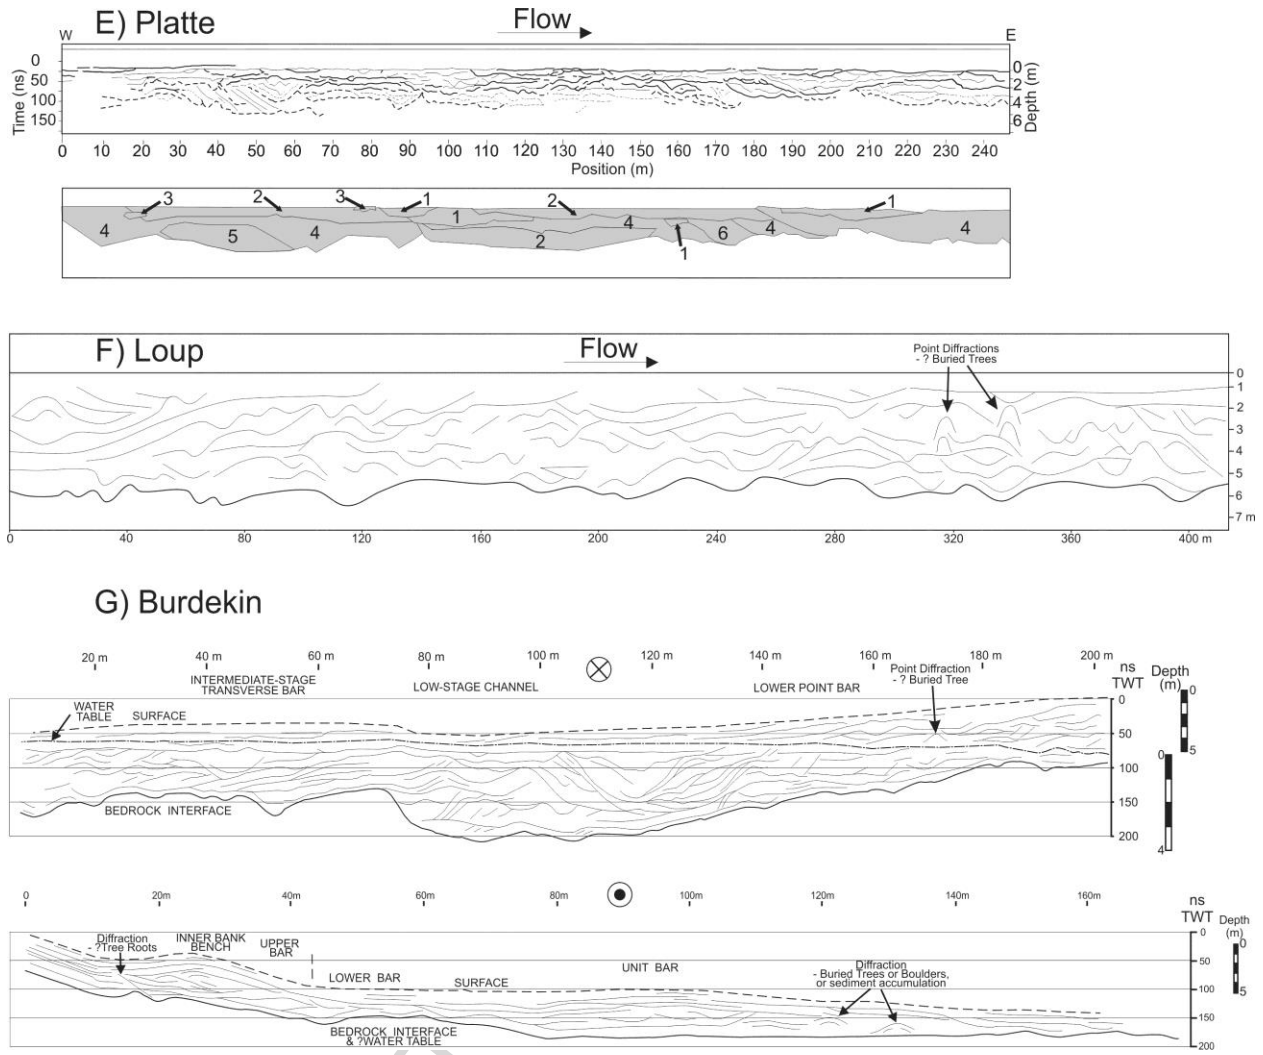 E) Platte
Flow
W
E
0
50
100
150
Time (ns)
0
2
4
6
Depth (m)
0 10 20 30 40 50 60 70 80 90 100 110 120 130 140 150 160 170 180 190 200 210 220 230 240
Position (m)
3 2 3 1 2 1
4 5 4 1 2 4 1 6 4 4
F) Loup
Flow
Point Diffractions
- ? Buried Trees
0
1
2
3
4
5
6
7 m
0 40 80 120 160 200 240 280 320 360 400 m
G) Burdekin
20 m 40 m 60 m 80 m 100 m 120 m 140 m 160 m 180 m 200 m
INTERMEDIATE-STAGE
TRANSVERSE BAR
LOW-STAGE CHANNEL
LOWER POINT BAR
Point Diffraction
- ? Buried Tree
ns
TWT
Depth
(m)
WATER
TABLE
SURFACE
BEDROCK INTERFACE
0
50
100
150
200
0
5
0
4
0 20m 40m 60m 80m 100m 120m 140m 160m
ns
TWT
Depth
(m)
Diffraction
- ?Tree Roots
INNER BANK
BENCH
UPPER
BAR
LOWER BAR
SURFACE
UNIT BAR
Diffraction
- Buried Trees or Boulders,
or sediment accumulation
BEDROCK INTERFACE
& ?WATER TABLE
0
50
100
150
200
0
5